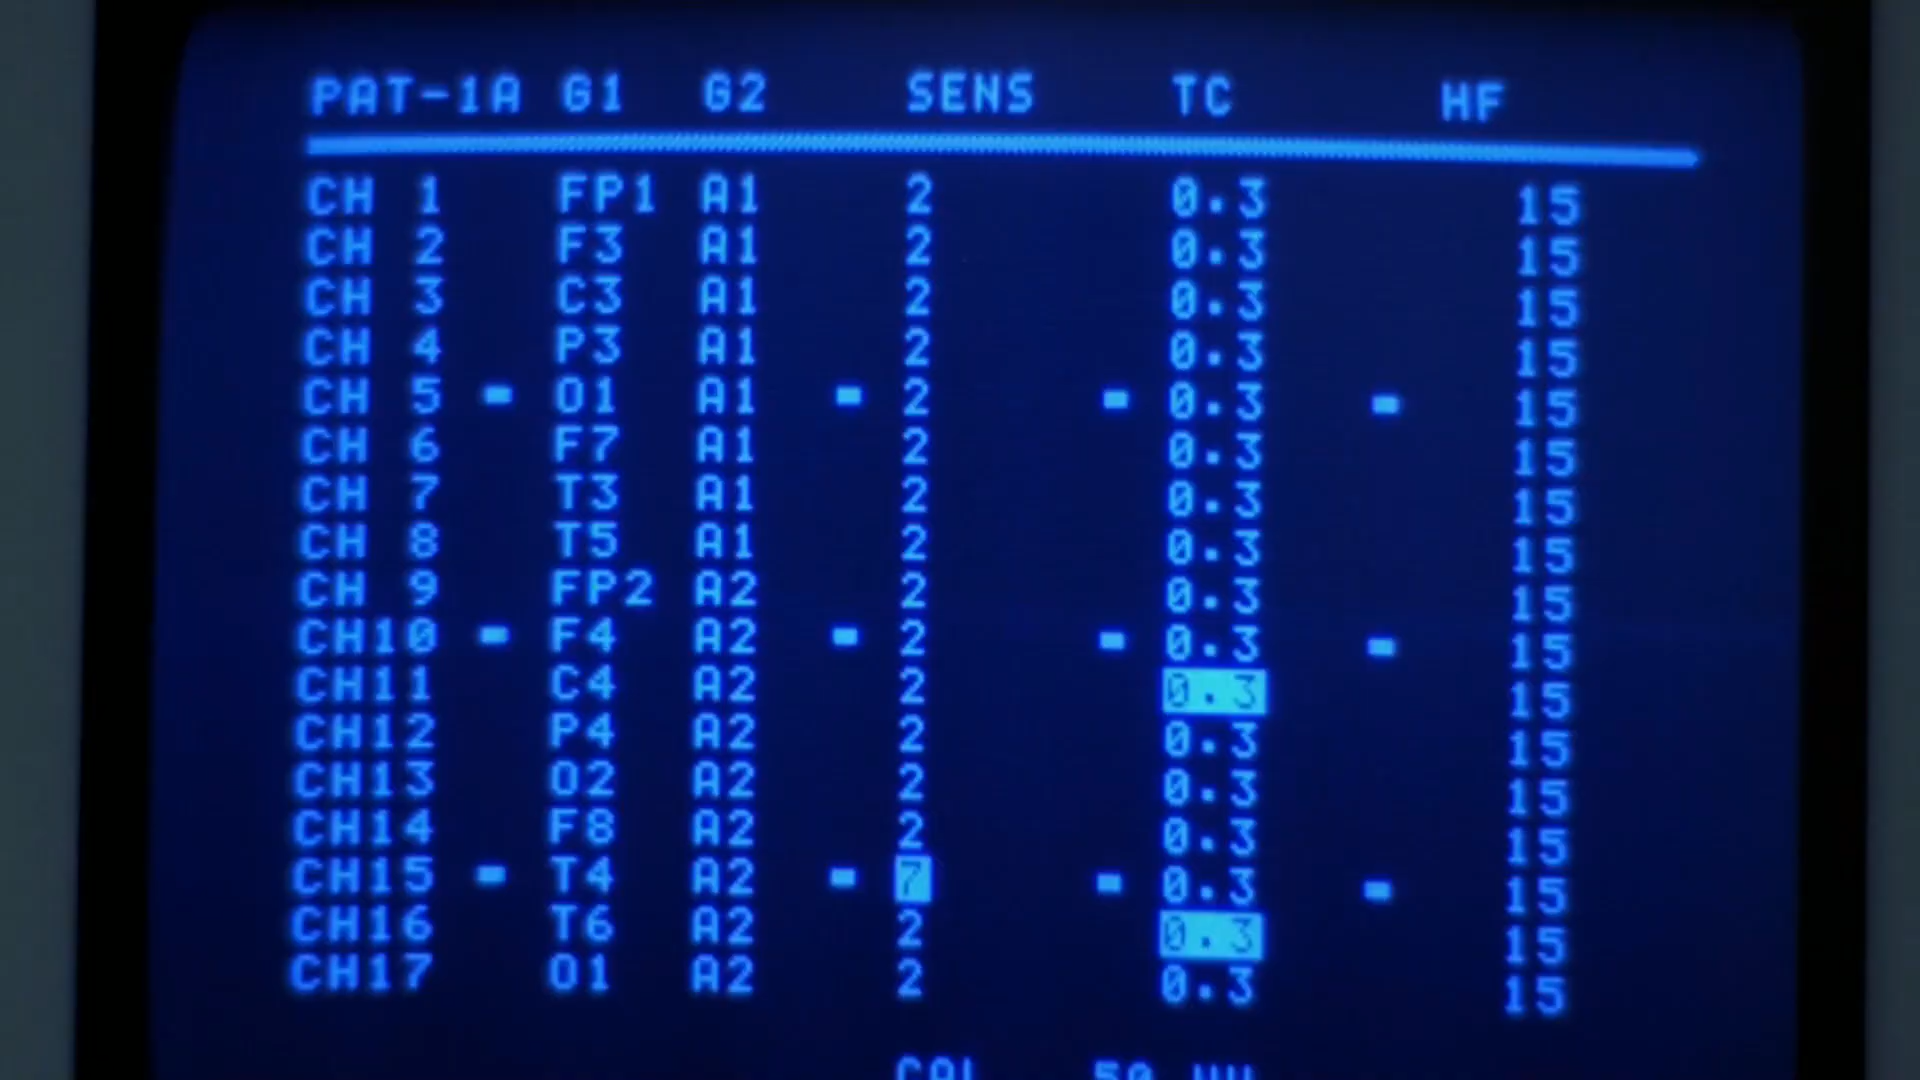 PAT-1A G1 G2 SENS TC HF
CH 1 FP1 A1 2 0.3 15
CH 2 F3 A1 2 0.3 15
CH 3 C3 A1 2 0.3 15
CH 4 P3 A1 2 0.3 15
CH 5 - O1 A1 - 2 - 0.3 - 15
CH 6 F7 A1 2 0.3 15
CH 7 T3 A1 2 0.3 15
CH 8 T5 A1 2 0.3 15
CH 9 FP2 A2 2 0.3 15
CH10 - F4 A2 - 2 - 0.3 - 15
CH11 C4 A2 2 0.3 15
CH12 P4 A2 2 0.3 15
CH13 O2 A2 2 0.3 15
CH14 F8 A2 2 0.3 15
CH15 - T4 A2 - 7 - 0.3 - 15
CH16 T6 A2 2 0.3 15
CH17 O1 A2 2 0.3 15
CAL 50